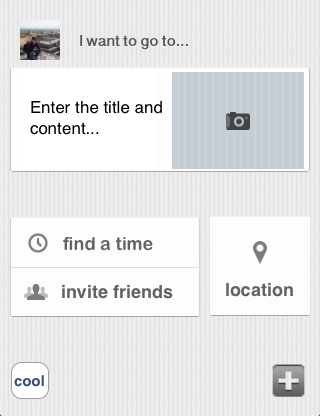 I want to go to...
Enter the title and
content...
find a time
invite friends
location
cool